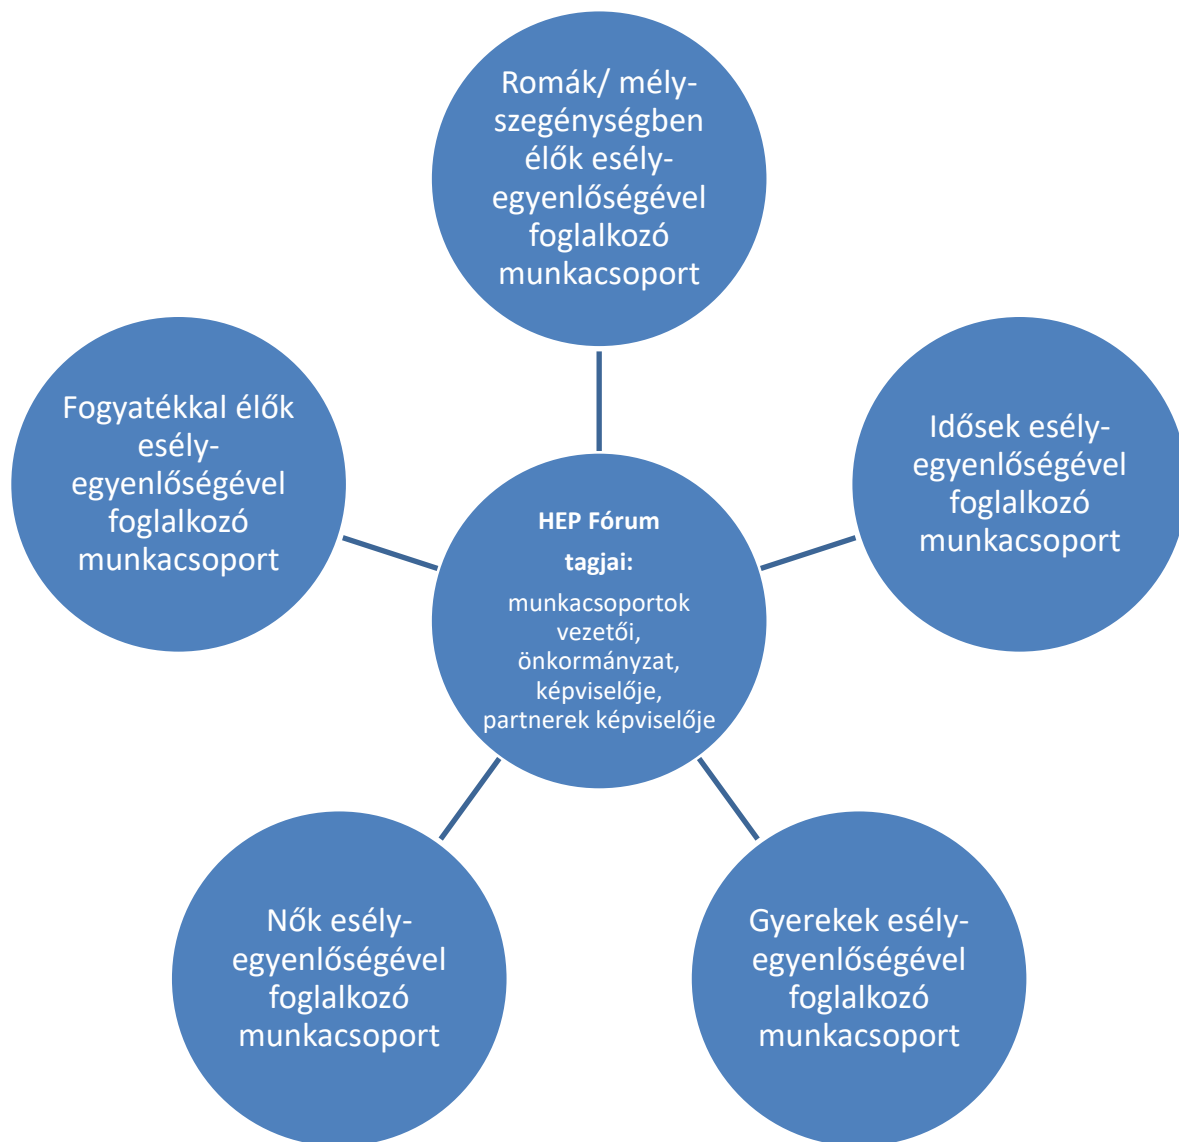 Romák/ mély-
szegénységben
élők esély-
egyenlőségével
foglalkozó
munkacsoport
Idősek esély-
egyenlőségével
foglalkozó
munkacsoport
Gyerekek esély-
egyenlőségével
foglalkozó
munkacsoport
Nők esély-
egyenlőségével
foglalkozó
munkacsoport
Fogyatékkal élők
esély-
egyenlőségével
foglalkozó
munkacsoport
HEP Fórum
tagjai:
munkacsoportok
vezetői,
önkormányzat,
képviselője,
partnerek képviselője